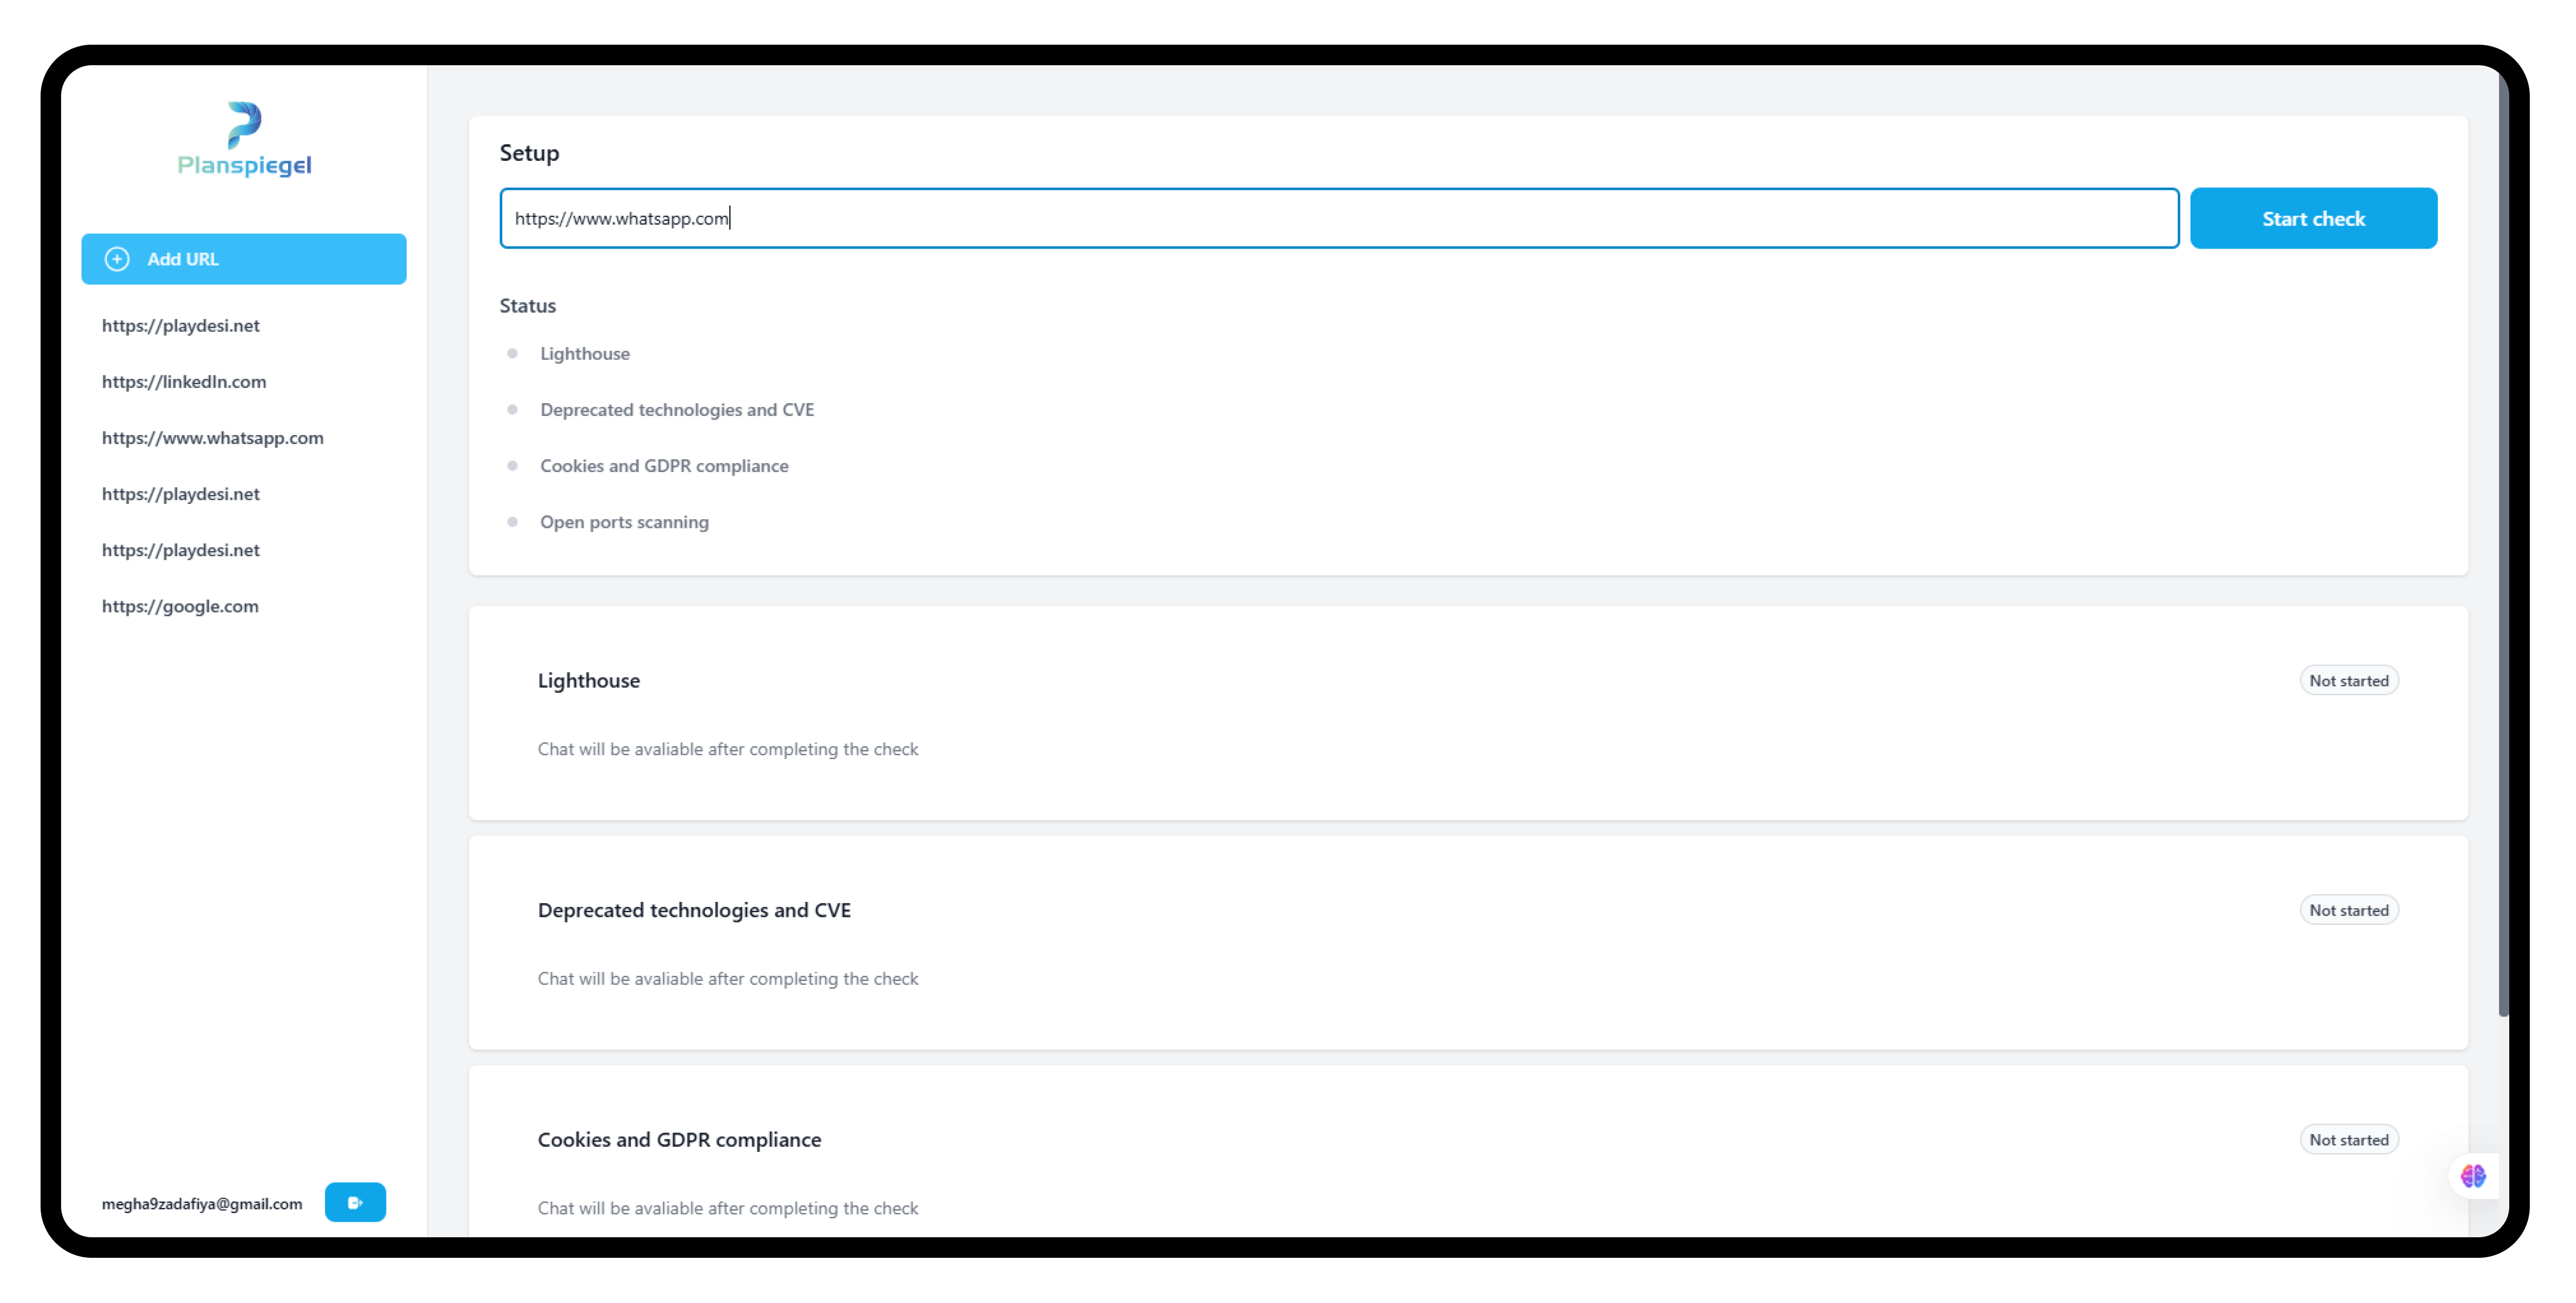 Planspiegel
Add URL
https://playdesi.net
https://linkedIn.com
https://www.whatsapp.com
https://playdesi.net
https://playdesi.net
https://google.com
megha9zadafiya@gmail.com
Setup
https://www.whatsapp.com
Start check
Status
Lighthouse
Deprecated technologies and CVE
Cookies and GDPR compliance
Open ports scanning
Lighthouse
Not started
Chat will be avaliable after completing the check
Deprecated technologies and CVE
Not started
Chat will be avaliable after completing the check
Cookies and GDPR compliance
Not started
Chat will be avaliable after completing the check